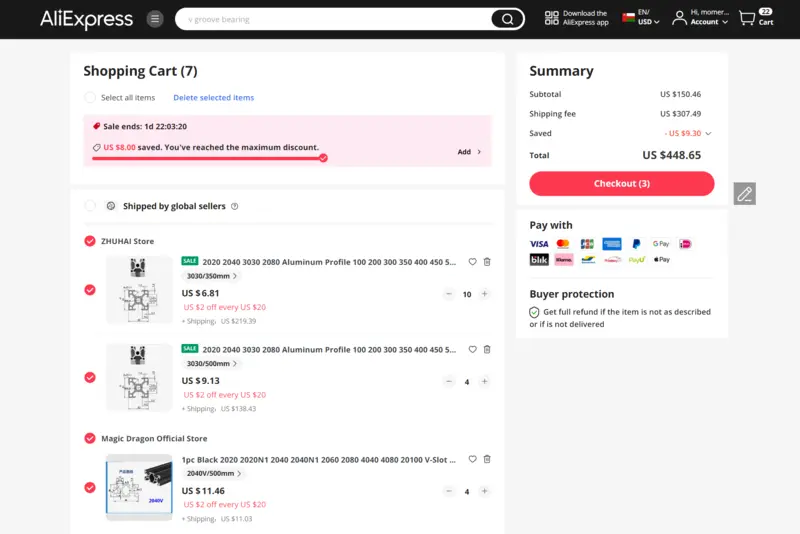 AliExpress
v groove bearing
Download the
AliExpress app
EN/
USD
Hi, momer...
Account
22
Cart
Shopping Cart (7)
Select all items
Delete selected items
Sale ends: 1d 22:03:20
US $8.00 saved. You've reached the maximum discount.
Add
Shipped by global sellers
ZHUHAI Store
SALE 2020 2040 3030 2080 Aluminum Profile 100 200 300 350 400 450 5...
3030/350mm
US $6.81
10
US $2 off every US $20
+ Shipping: US $219.39
SALE 2020 2040 3030 2080 Aluminum Profile 100 200 300 350 400 450 5...
3030/500mm
US $9.13
4
US $2 off every US $20
+ Shipping: US $138.43
Magic Dragon Official Store
1pc Black 2020 2020N1 2040 2040N1 2060 2080 4040 4080 20100 V-Slot ...
2040V/500mm
2040V
US $11.46
4
US $2 off every US $20
+ Shipping: US $11.03
Summary
Subtotal US $150.46
Shipping fee US $307.49
Saved - US $9.30
Total US $448.65
Checkout (3)
Pay with
VISA
G Pay
blik
Klarna.
PayU
Pay
Buyer protection
Get full refund if the item is not as described
or if is not delivered